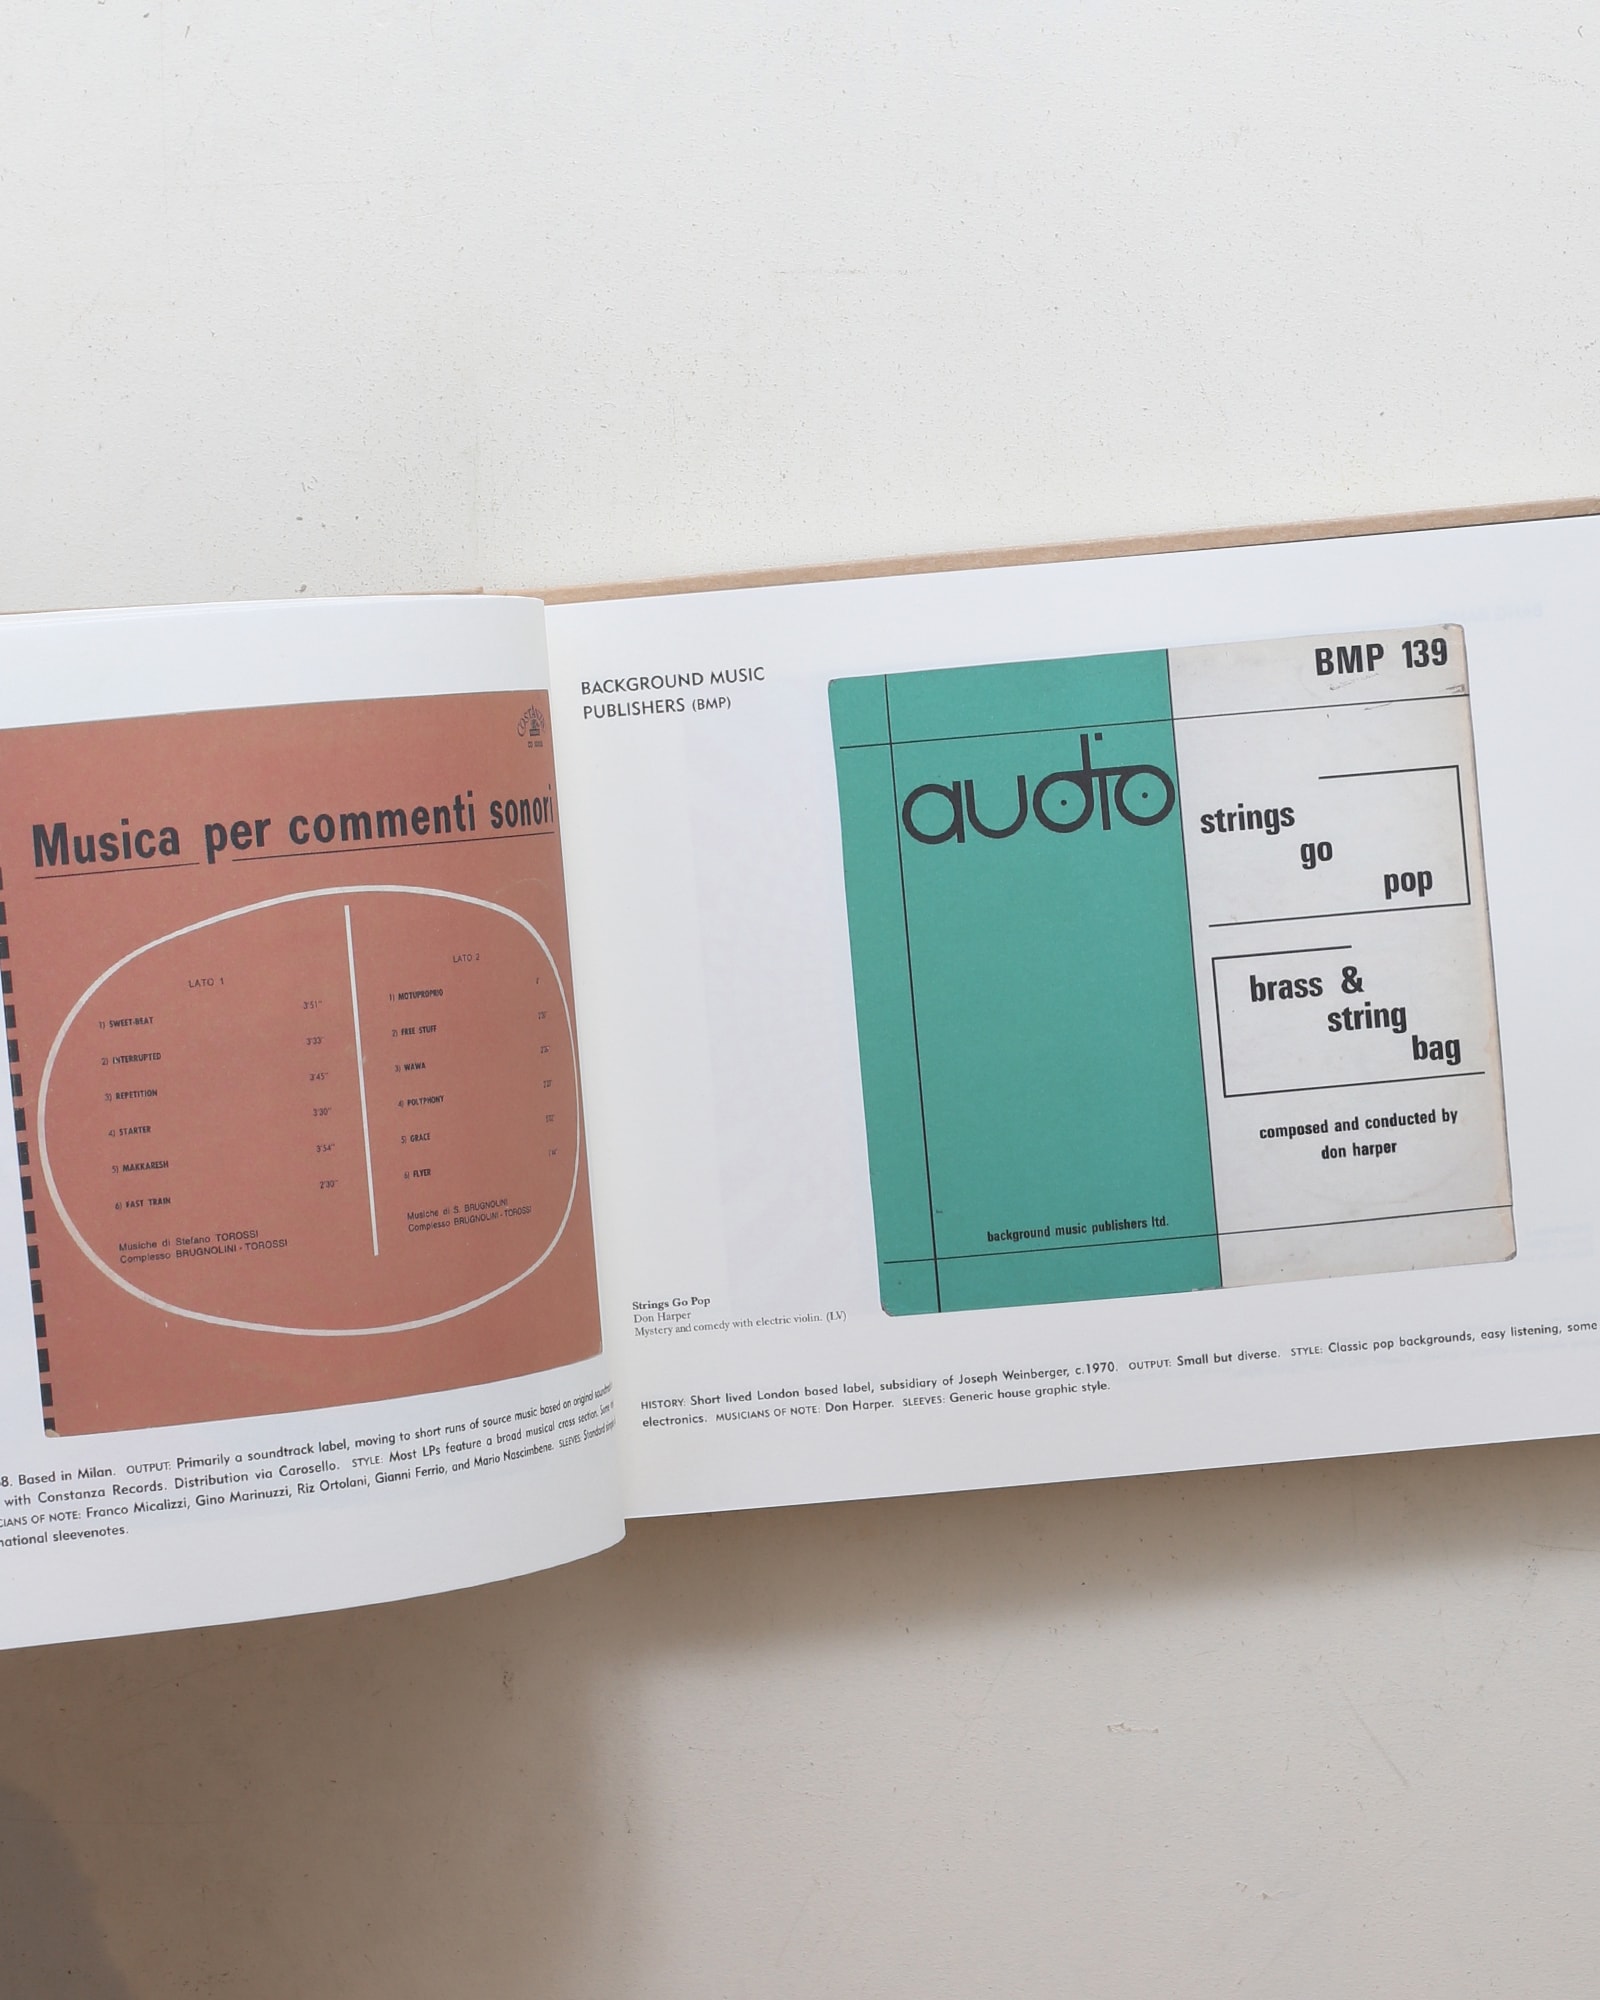 Musica per commenti sonori
LATO 1
1) SWEET-BEAT 3'51"
2) INTERRUPTED 3'33"
3) REPETITION 3'45"
4) STARTER 3'30"
5) MAKKARESH 3'54"
6) FAST TRAIN 2'30"
Musiche di Stefano TOROSSI
Complesso BRUGNOLINI - TOROSSI
LATO 2
1) MOTUPROPRIO
2) FREE STUFF
3) WAWA
4) POLYPHONY
5) GRACE
6) FLYER
Musiche di S. BRUGNOLINI
Complesso BRUGNOLINI - TOROSSI
8. Based in Milan. OUTPUT: Primarily a soundtrack label, moving to short runs of source music based on original
with Constanza Records. Distribution via Carosello. STYLE: Most LPs feature a broad musical cross section. Some
CIANS OF NOTE: Franco Micalizzi, Gino Marinuzzi, Riz Ortolani, Gianni Ferrio, and Mario Nascimbene. SLEEVES: Standard
national sleevenotes.
BACKGROUND MUSIC
PUBLISHERS (BMP)
BMP 139
audio
strings
go
pop
brass &
string
bag
composed and conducted by
don harper
background music publishers ltd.
Strings Go Pop
Don Harper
Mystery and comedy with electric violin. (LV)
HISTORY: Short lived London based label, subsidiary of Joseph Weinberger, c.1970. OUTPUT: Small but diverse. STYLE: Classic pop backgrounds, easy listening, some
electronics. MUSICIANS OF NOTE: Don Harper. SLEEVES: Generic house graphic style.